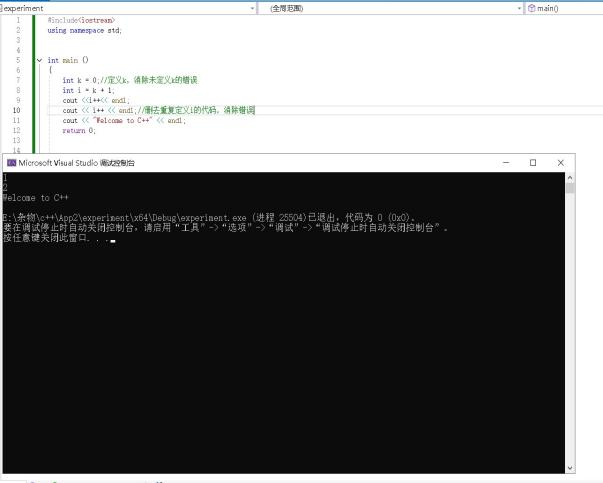 experiment
(全局范围)
main()
1 #include<iostream>
2 using namespace std;
3
4
5 int main ()
6 {
7 int k = 0;//定义k,消除未定义k的错误
8 int i = k + 1;
9 cout <<i++<< endl;
10 cout << i++ << endl;//删去重复定义i的代码,消除错误
11 cout << "Welcome to C++" << endl;
12 return 0;
13
14
Microsoft Visual Studio 调试控制台
1
2
Welcome to C++
E:\杂物\c++\App2\experiment\x64\Debug\experiment.exe (进程 25504)已退出,代码为 0 (0x0)。
要在调试停止时自动关闭控制台,请启用“工具”->“选项”->“调试”->“调试停止时自动关闭控制台”。
按任意键关闭此窗口. . .